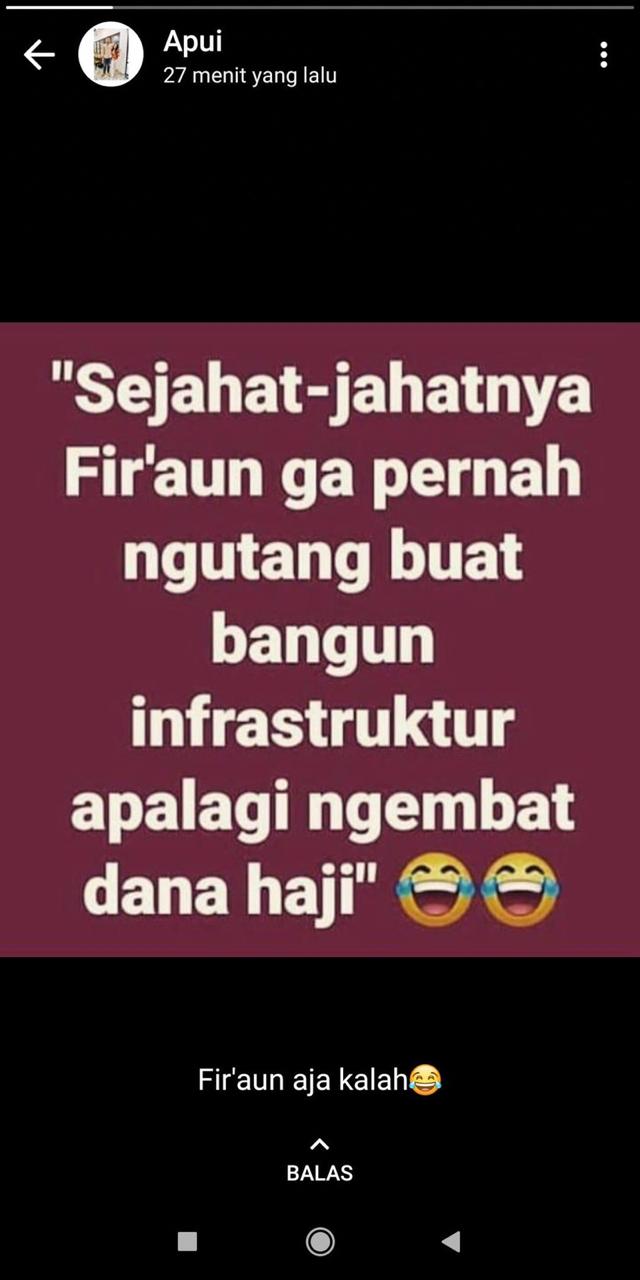 Apui
27 menit yang lalu
"Sejahat-jahatnya
Fir'aun ga pernah
ngutang buat
bangun
infrastruktur
apalagi ngembat
dana haji" 😂😂
Fir'aun aja kalah😂
BALAS